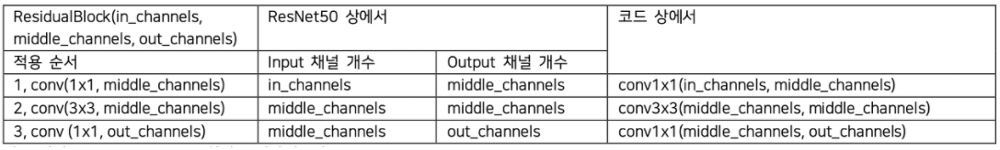 ResidualBlock(in_channels, middle_channels, out_channels) ResNet50 상에서 코드 상에서
적용 순서 Input 채널 개수 Output 채널 개수
1, conv(1x1, middle_channels) in_channels middle_channels conv1x1(in_channels, middle_channels)
2, conv(3x3, middle_channels) middle_channels middle_channels conv3x3(middle_channels, middle_channels)
3, conv (1x1, out_channels) middle_channels out_channels conv1x1(middle_channels, out_channels)